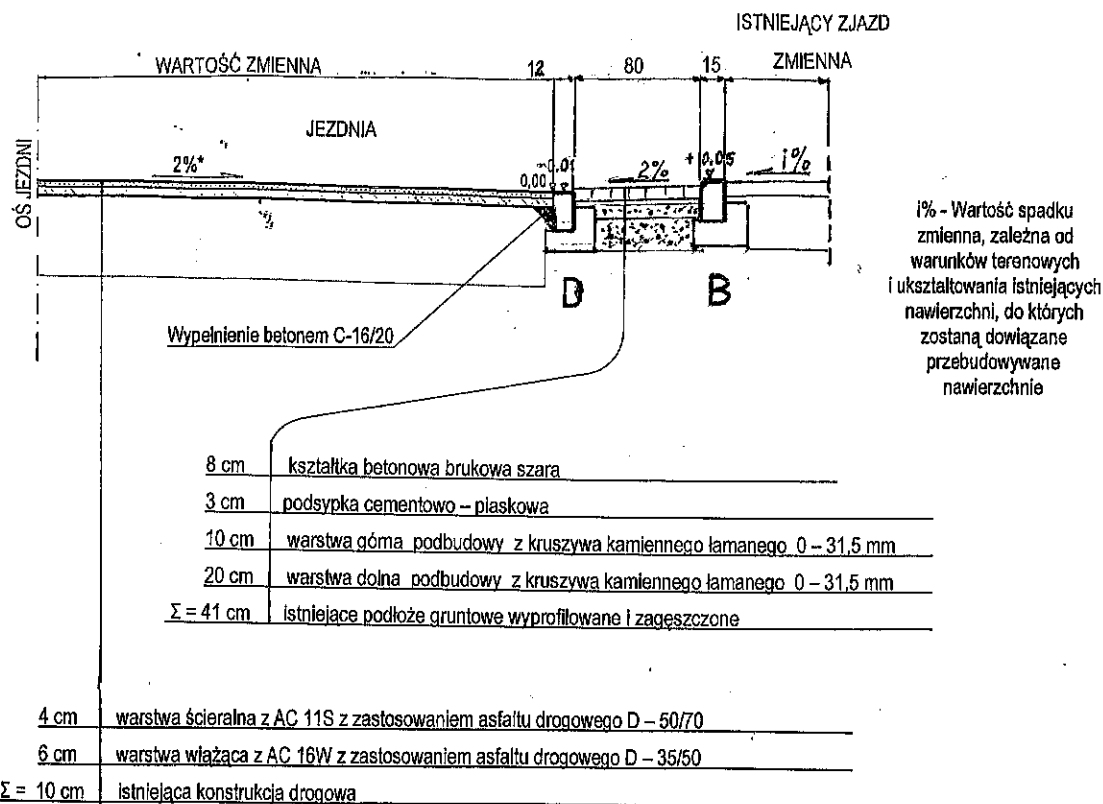 ISTNIEJĄCY ZJAZD
WARTOŚĆ ZMIENNA 12 80 15 ZMIENNA
JEZDNIA
OŚ JEZDNI
2%*
0,00
-0,01
2%
+0,05
i%
D B
Wypełnienie betonem C-16/20
i% - Wartość spadku
zmienna, zależna od
warunków terenowych
i ukształtowania istniejących
nawierzchni, do których
zostaną dowiązane
przebudowywane
nawierzchnie
8 cm kształtka betonowa brukowa szara
3 cm podsypka cementowo – piaskowa
10 cm warstwa górna podbudowy z kruszywa kamiennego łamanego 0 – 31,5 mm
20 cm warstwa dolna podbudowy z kruszywa kamiennego łamanego 0 – 31,5 mm
Σ = 41 cm istniejące podłoże gruntowe wyprofilowane i zagęszczone
4 cm warstwa ścieralna z AC 11S z zastosowaniem asfaltu drogowego D – 50/70
6 cm warstwa wiążąca z AC 16W z zastosowaniem asfaltu drogowego D – 35/50
Σ = 10 cm istniejąca konstrukcja drogowa